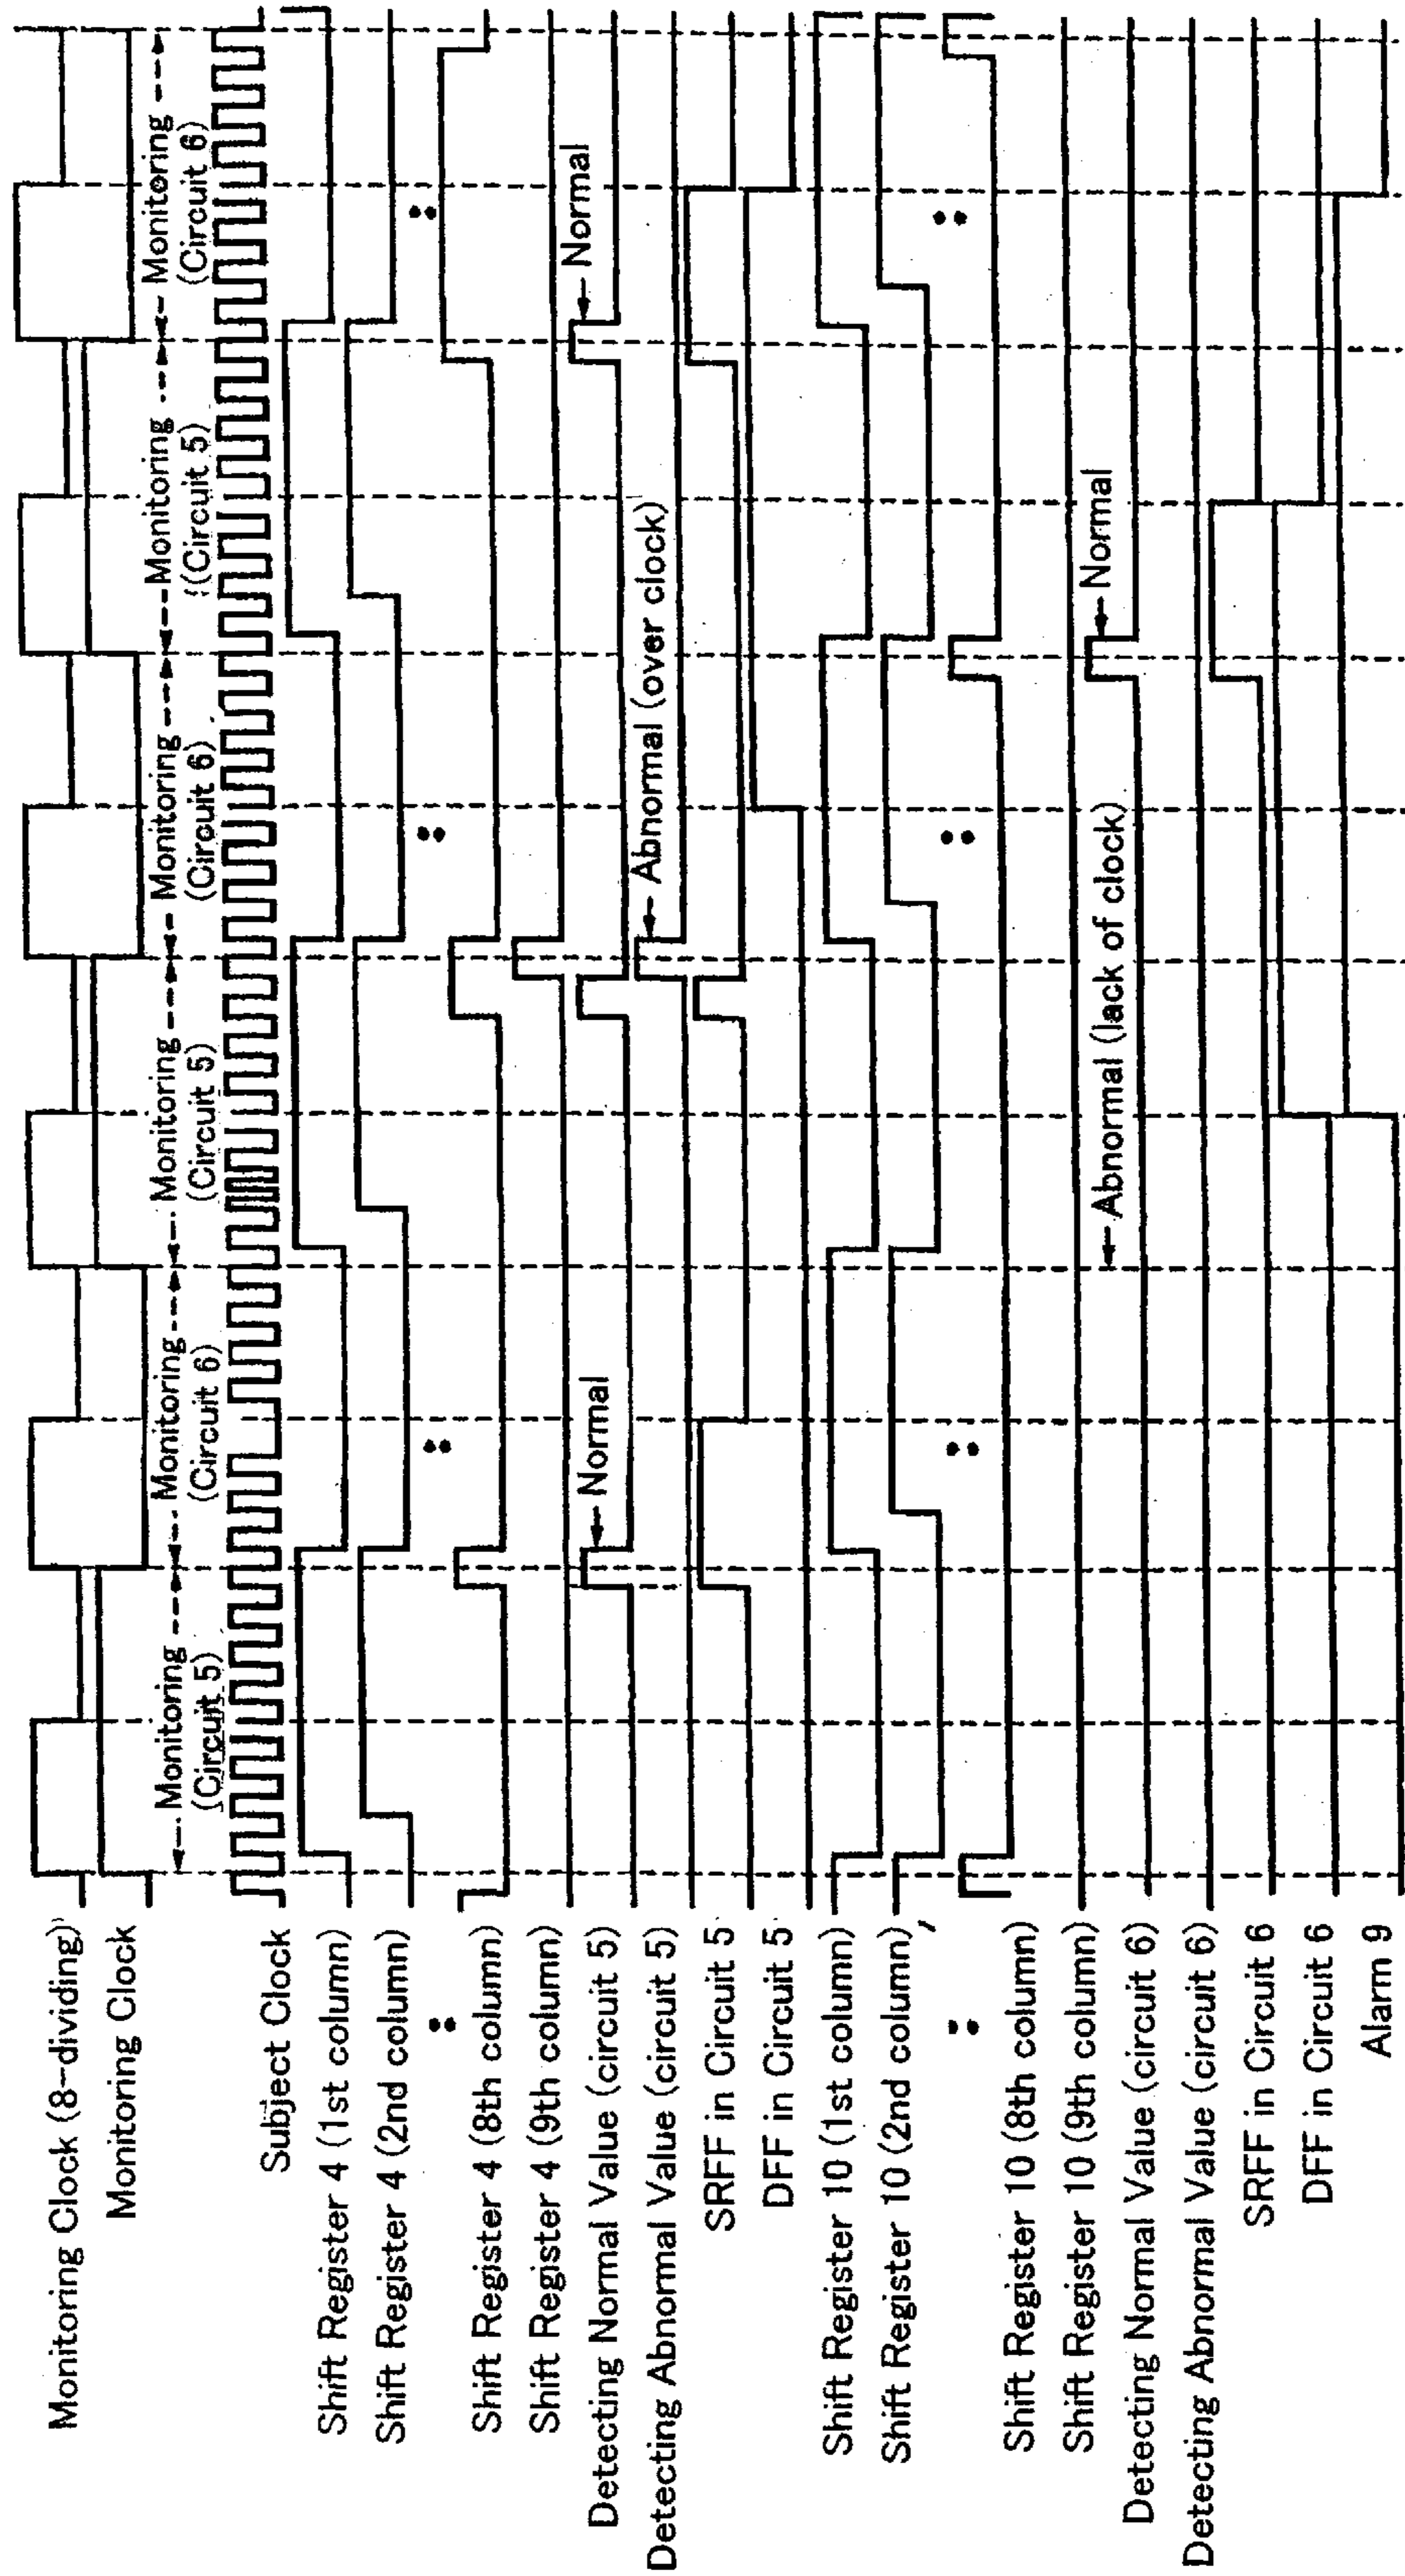 Monitoring Clock (8-dividing)
Monitoring Clock
Monitoring
(Circuit 5)
Monitoring
(Circuit 6)
Monitoring
(Circuit 5)
Monitoring
(Circuit 6)
Monitoring
(Circuit 5)
Monitoring
(Circuit 6)
Subject Clock
Shift Register 4 (1st column)
Shift Register 4 (2nd column)
Shift Register 4 (8th column)
Shift Register 4 (9th column)
Detecting Normal Value (circuit 5)
Normal
Normal
Detecting Abnormal Value (circuit 5)
Abnormal (over clock)
SRFF in Circuit 5
DFF in Circuit 5
Shift Register 10 (1st column)
Shift Register 10 (2nd column)
Shift Register 10 (8th column)
Shift Register 10 (9th column)
Detecting Normal Value (circuit 6)
Abnormal (lack of clock)
Normal
Detecting Abnormal Value (circuit 6)
SRFF in Circuit 6
DFF in Circuit 6
Alarm 9